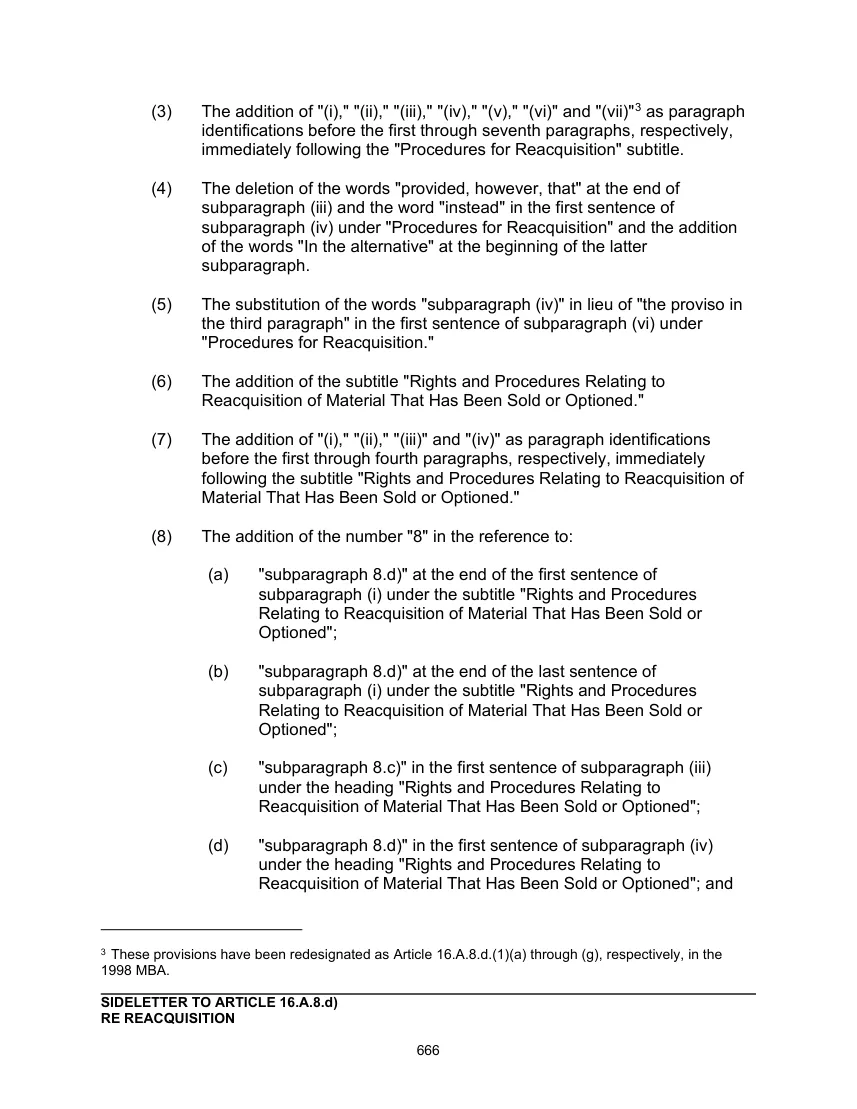 (3) The addition of "(i)," "(ii)," "(iii)," "(iv)," "(v)," "(vi)" and "(vii)"3 as paragraph
identifications before the first through seventh paragraphs, respectively,
immediately following the "Procedures for Reacquisition" subtitle.
(4) The deletion of the words "provided, however, that" at the end of
subparagraph (iii) and the word "instead" in the first sentence of
subparagraph (iv) under "Procedures for Reacquisition" and the addition
of the words "In the alternative" at the beginning of the latter
subparagraph.
(5) The substitution of the words "subparagraph (iv)" in lieu of "the proviso in
the third paragraph" in the first sentence of subparagraph (vi) under
"Procedures for Reacquisition."
(6) The addition of the subtitle "Rights and Procedures Relating to
Reacquisition of Material That Has Been Sold or Optioned."
(7) The addition of "(i)," "(ii)," "(iii)" and "(iv)" as paragraph identifications
before the first through fourth paragraphs, respectively, immediately
following the subtitle "Rights and Procedures Relating to Reacquisition of
Material That Has Been Sold or Optioned."
(8) The addition of the number "8" in the reference to:
(a) "subparagraph 8.d)" at the end of the first sentence of
subparagraph (i) under the subtitle "Rights and Procedures
Relating to Reacquisition of Material That Has Been Sold or
Optioned";
(b) "subparagraph 8.d)" at the end of the last sentence of
subparagraph (i) under the subtitle "Rights and Procedures
Relating to Reacquisition of Material That Has Been Sold or
Optioned";
(c) "subparagraph 8.c)" in the first sentence of subparagraph (iii)
under the heading "Rights and Procedures Relating to
Reacquisition of Material That Has Been Sold or Optioned";
(d) "subparagraph 8.d)" in the first sentence of subparagraph (iv)
under the heading "Rights and Procedures Relating to
Reacquisition of Material That Has Been Sold or Optioned"; and
3 These provisions have been redesignated as Article 16.A.8.d.(1)(a) through (g), respectively, in the
1998 MBA.
SIDELETTER TO ARTICLE 16.A.8.d)
RE REACQUISITION
666